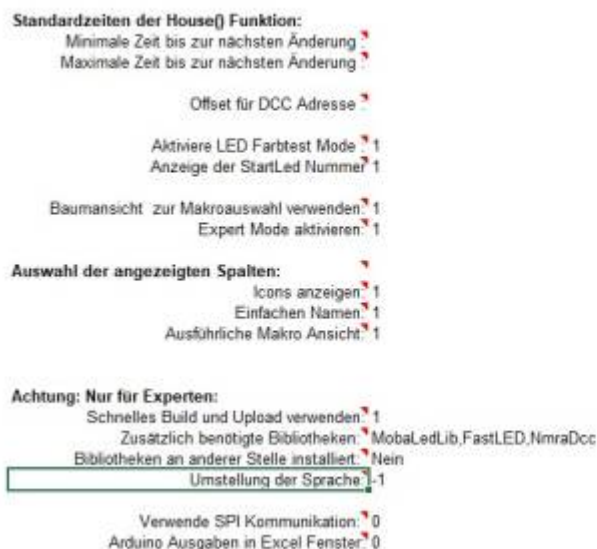 Standardzeiten der House() Funktion:
Minimale Zeit bis zur nächsten Änderung :
Maximale Zeit bis zur nächsten Änderung :
Offset für DCC Adresse :
Aktiviere LED Farbtest Mode : 1
Anzeige der StartLed Nummer 1
Baumansicht zur Makroauswahl verwenden: 1
Expert Mode aktivieren: 1
Auswahl der angezeigten Spalten:
Icons anzeigen: 1
Einfachen Namen: 1
Ausführliche Makro Ansicht: 1
Achtung: Nur für Experten:
Schnelles Build und Upload verwenden: 1
Zusätzlich benötigte Bibliotheken: MobaLedLib,FastLED,NmraDcc
Bibliotheken an anderer Stelle installiert: Nein
Umstellung der Sprache: -1
Verwende SPI Kommunikation: 0
Arduino Ausgaben in Excel Fenster: 0